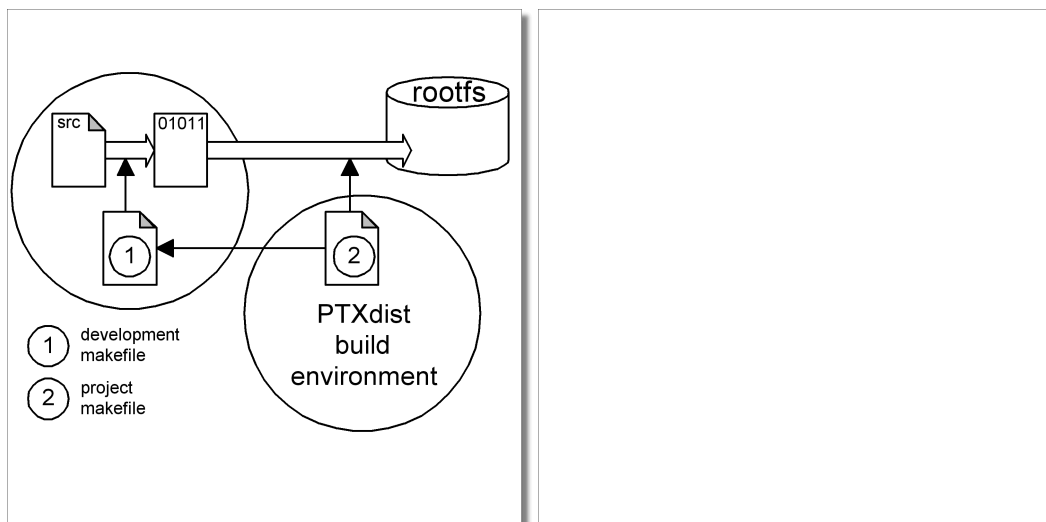 rootfs
src
01011
1
2
PTXdist
build
environment
1 development
makefile
2 project
makefile